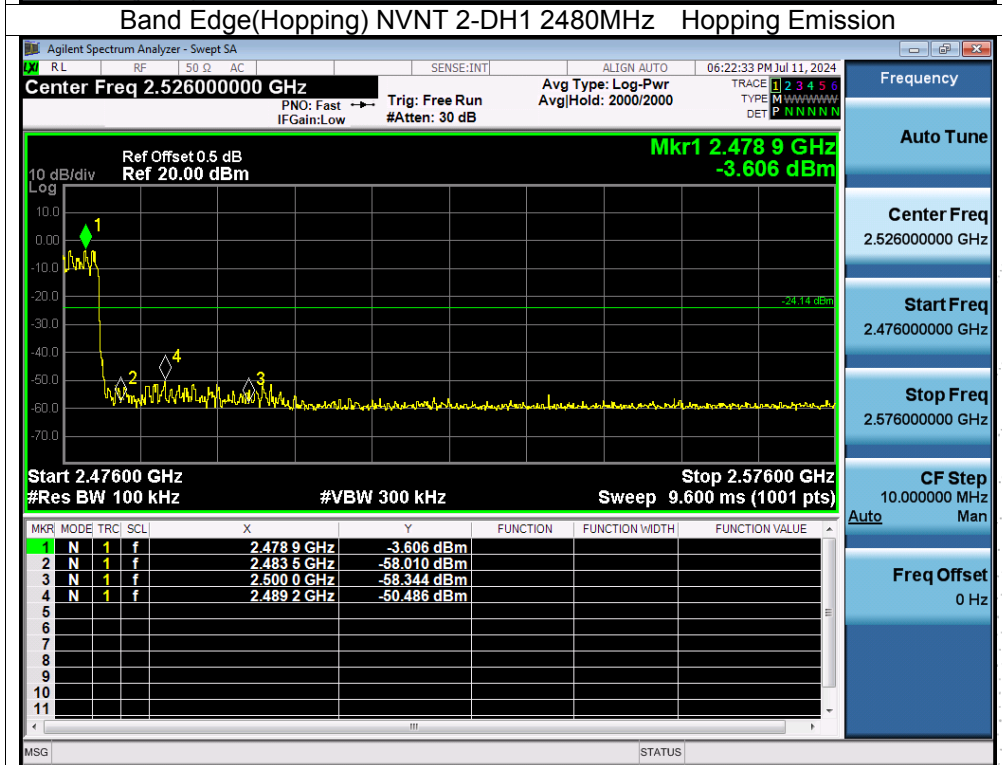 Band Edge(Hopping) NVNT 2-DH1 2480MHz Hopping Emission
Agilent Spectrum Analyzer - Swept SA
LXI RL RF 50 Ω AC SENSE:INT ALIGN AUTO 06:22:33 PM Jul 11, 2024
Center Freq 2.526000000 GHz
PNO: Fast
IFGain:Low
Trig: Free Run
#Atten: 30 dB
Avg Type: Log-Pwr
Avg|Hold: 2000/2000
TRACE 1 2 3 4 5 6
TYPE M W W W W W
DET P N N N N N
Frequency
Auto Tune
Center Freq
2.526000000 GHz
Start Freq
2.476000000 GHz
Stop Freq
2.576000000 GHz
CF Step
10.000000 MHz
Auto Man
Freq Offset
0 Hz
Ref Offset 0.5 dB
10 dB/div Ref 20.00 dBm
Log
Mkr1 2.478 9 GHz
-3.606 dBm
10.0
0.00
-10.0
-20.0
-30.0
-40.0
-50.0
-60.0
-70.0
1
2
4
3
-24.14 dBm
Start 2.47600 GHz Stop 2.57600 GHz
#Res BW 100 kHz #VBW 300 kHz Sweep 9.600 ms (1001 pts)
MKR MODE TRC SCL X Y FUNCTION FUNCTION WIDTH FUNCTION VALUE
1 N 1 f 2.478 9 GHz -3.606 dBm
2 N 1 f 2.483 5 GHz -58.010 dBm
3 N 1 f 2.500 0 GHz -58.344 dBm
4 N 1 f 2.489 2 GHz -50.486 dBm
5
6
7
8
9
10
11
MSG STATUS